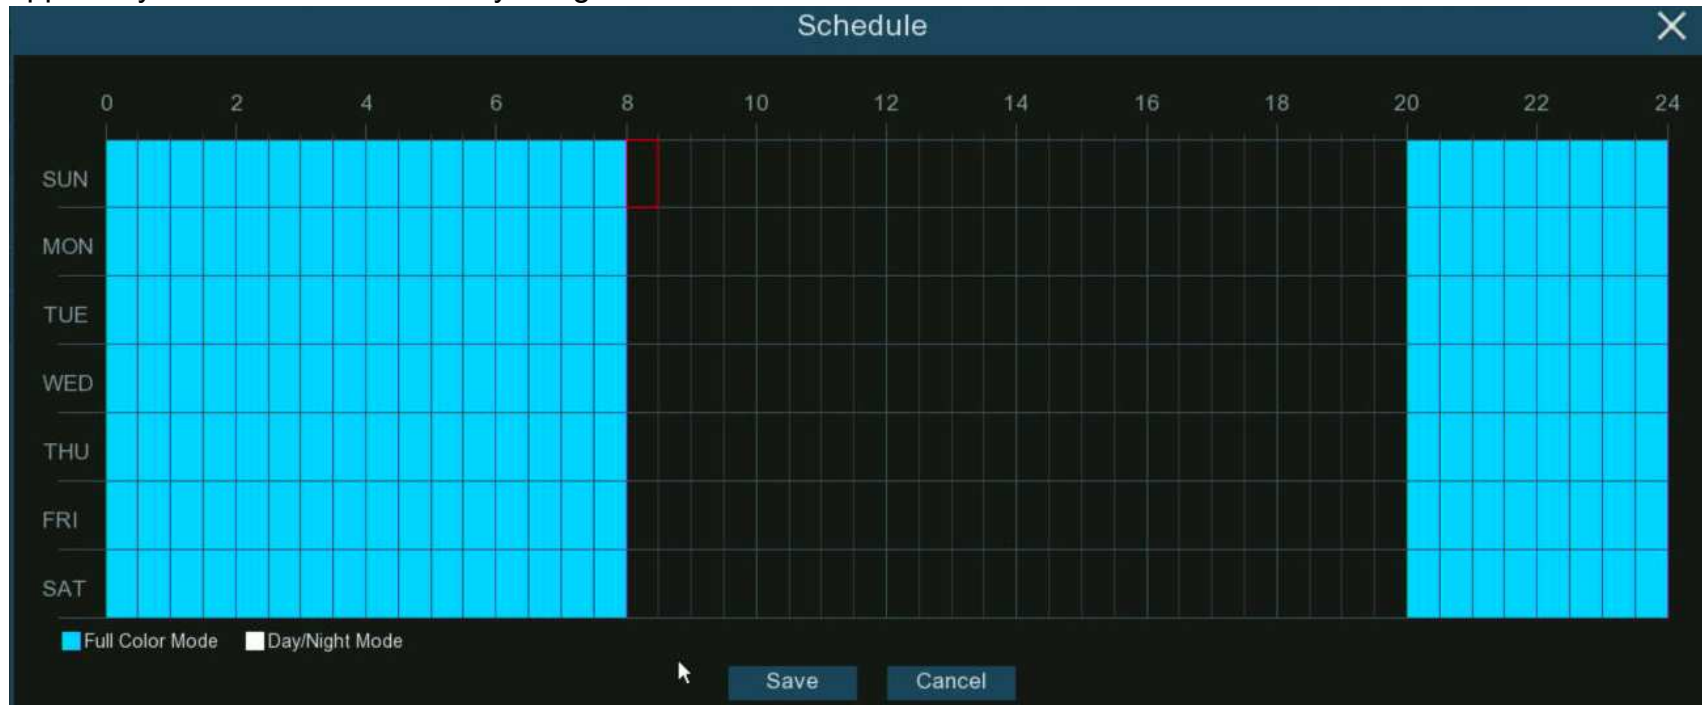 Schedule
0 2 4 6 8 10 12 14 16 18 20 22 24
SUN
MON
TUE
WED
THU
FRI
SAT
Full Color Mode Day/Night Mode
Save Cancel